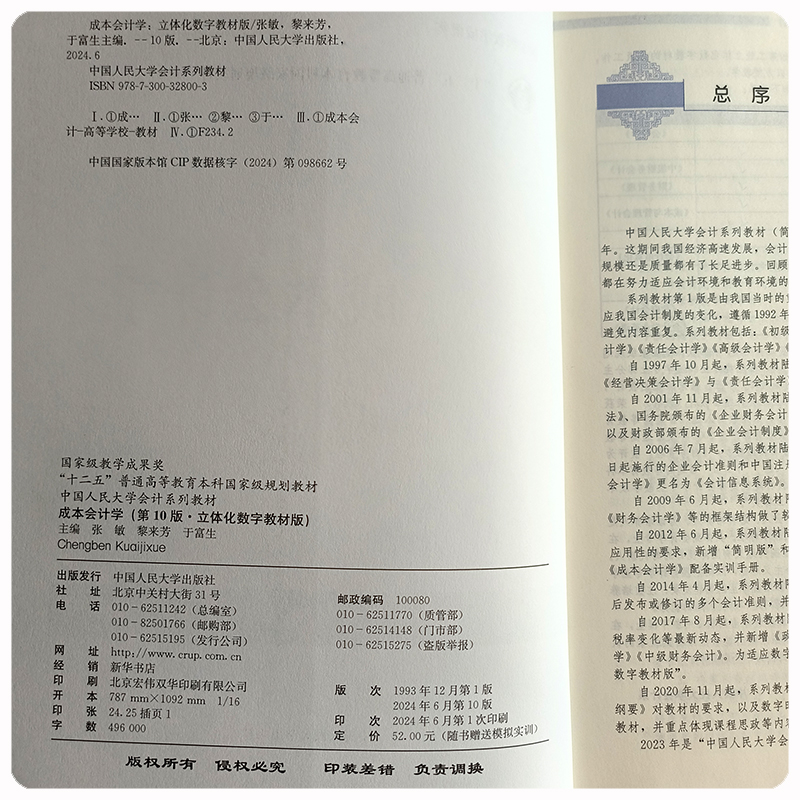 成本会计学：立体化数字教材版/张敏，黎来芳，
于富生主编. --10版. --北京：中国人民大学出版社，
2024.6
中国人民大学会计系列教材
ISBN 978-7-300-32800-3
Ⅰ.①成… Ⅱ.①张… ②黎… ③于… Ⅲ.①成本会
计-高等学校-教材 Ⅳ.①F234.2
中国国家版本馆CIP数据核字（2024）第098662号
国家级教学成果奖
“十二五”普通高等教育本科国家级规划教材
中国人民大学会计系列教材
成本会计学（第10版·立体化数字教材版）
主编 张 敏 黎来芳 于富生
Chengben Kuaijixue
出版发行 中国人民大学出版社
社 址 北京中关村大街31号 邮政编码 100080
电 话 010-62511242（总编室） 010-62511770（质管部）
010-82501766（邮购部） 010-62514148（门市部）
010-62515195（发行公司） 010-62515275（盗版举报）
网 址 http://www.crup.com.cn
经 销 新华书店
印 刷 北京宏伟双华印刷有限公司
开 本 787 mm×1092 mm 1/16 版 次 1993年12月第1版
2024年6月第10版
印 张 24.25 插页1 印 次 2024年6月第1次印刷
字 数 496 000 定 价 52.00元（随书赠送模拟实训）
版权所有 侵权必究 印装差错 负责调换
总 序
中国人民大学会计系列教材（简
年。这期间我国经济高速发展，会计
规模还是质量都有了长足进步。回顾
都在努力适应会计环境和教育环境的
系列教材第1版是由我国当时的
应我国会计制度的变化，遵循1992年
避免内容重复。系列教材包括：《初级
计学》《责任会计学》《高级会计学》《
自1997年10月起，系列教材陆
《经营决策会计学》与《责任会计学
自2001年11月起，系列教材陆
法》、国务院颁布的《企业财务会计
以及财政部颁布的《企业会计制度》
自2006年7月起，系列教材陆
日起施行的企业会计准则和中国注册
会计学》更名为《会计信息系统》。
自2009年6月起，系列教材陆
《财务会计学》等的框架结构做了较
自2012年6月起，系列教材陆
应用性的要求，新增“简明版”和
《成本会计学》配备实训手册。
自2014年4月起，系列教材陆
后发布或修订的多个会计准则，并
自2017年8月起，系列教材陆
税率变化等最新动态，并新增《政
学》《中级财务会计》。为适应数字
数字教材版”。
自2020年11月起，系列教材
纲要》对教材的要求，以及数字时
教材，并重点体现课程思政等内
2023年是“中国人民大学会